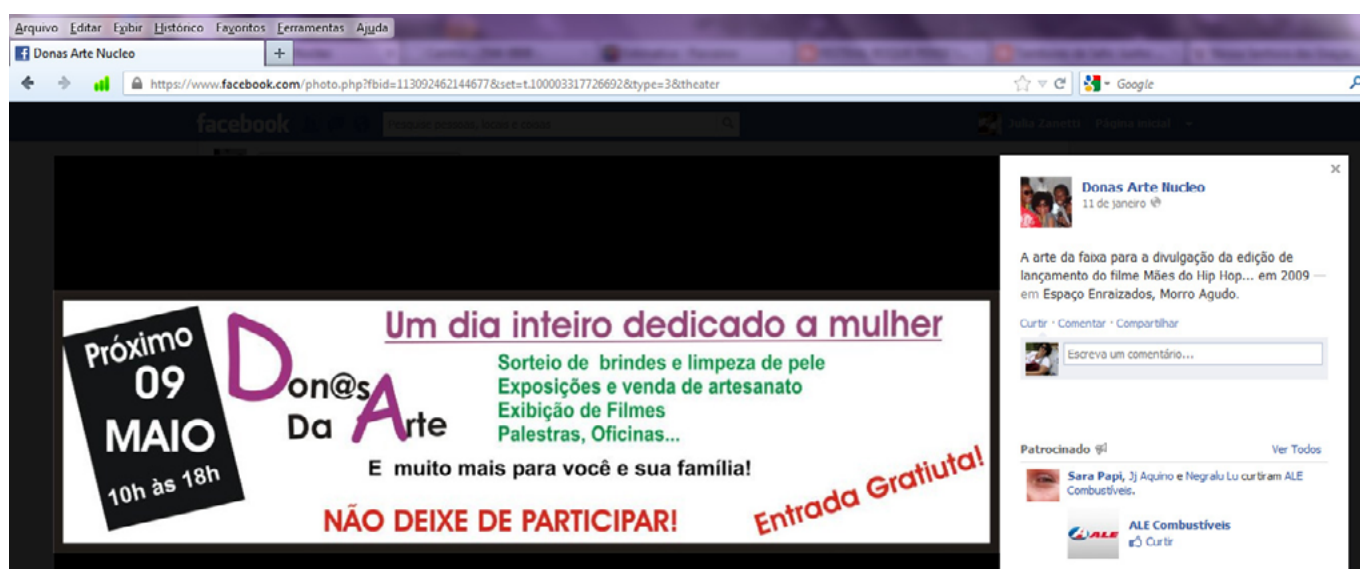 Arquivo Editar Exibir Histórico Favoritos Ferramentas Ajuda
Donas Arte Nucleo
+
https://www.facebook.com/photo.php?fbid=113092462144677&set=t.100003317726692&type=3&theater
Google
facebook
Pesquise pessoas, locais e coisas
Julia Zanetti Página inicial
Donas Arte Nucleo
11 de janeiro
A arte da faixa para a divulgação da edição de
lançamento do filme Mães do Hip Hop... em 2009 —
em Espaço Enraizados, Morro Agudo.
Curtir · Comentar · Compartilhar
Escreva um comentário...
Patrocinado
Ver Todos
Sara Papi, Jj Aquino e Negralu Lu curtiram ALE
Combustíveis.
ALE
ALE Combustíveis
Curtir
Próximo
09
MAIO
10h às 18h
Don@s
Da Arte
Um dia inteiro dedicado a mulher
Sorteio de brindes e limpeza de pele
Exposições e venda de artesanato
Exibição de Filmes
Palestras, Oficinas...
E muito mais para você e sua família!
NÃO DEIXE DE PARTICIPAR!
Entrada Gratiuta!